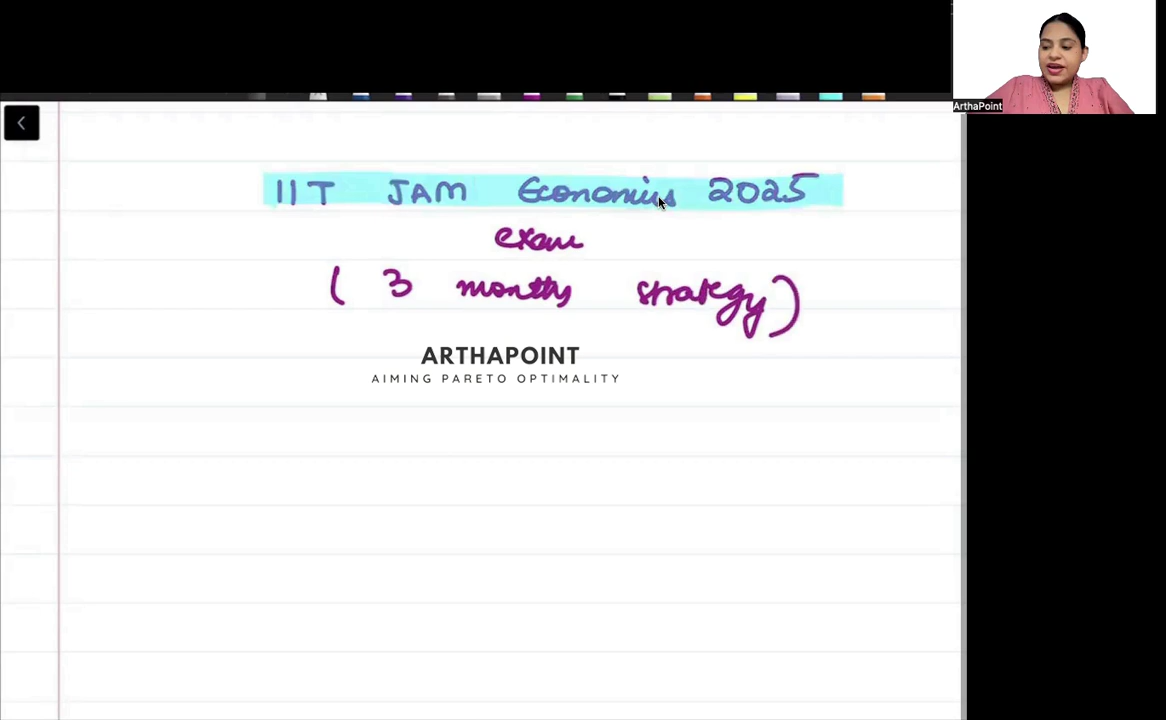 ArthaPoint
IIT JAM Economics 2025
exam
( 3 months strategy)
ARTHAPOINT
AIMING PARETO OPTIMALITY